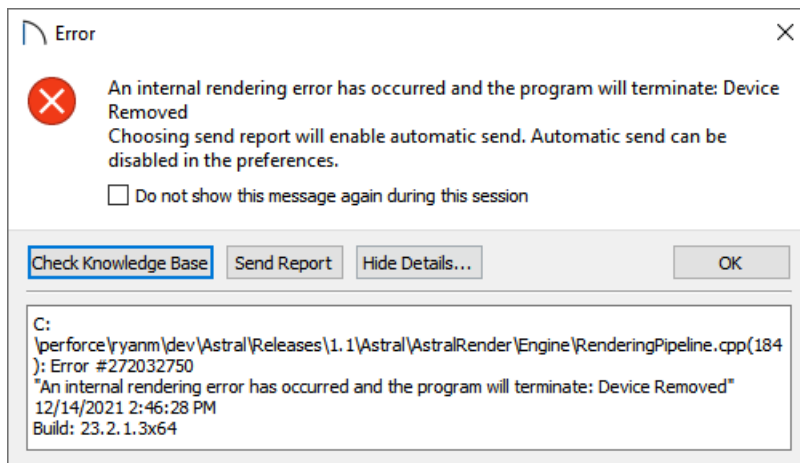 Error
An internal rendering error has occurred and the program will terminate: Device
Removed
Choosing send report will enable automatic send. Automatic send can be
disabled in the preferences.
Do not show this message again during this session
Check Knowledge Base Send Report Hide Details... OK
C:
\perforce\ryanm\dev\Astral\Releases\1.1\Astral\AstralRender\Engine\RenderingPipeline.cpp(184
): Error #272032750
"An internal rendering error has occurred and the program will terminate: Device Removed"
12/14/2021 2:46:28 PM
Build: 23.2.1.3x64